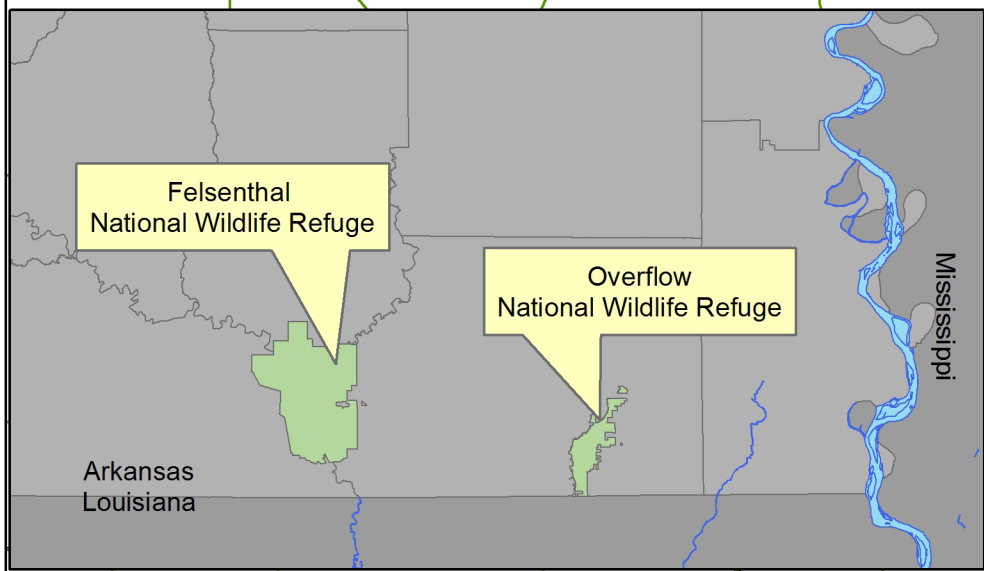 Felsenthal
National Wildlife Refuge
Overflow
National Wildlife Refuge
Mississippi
Arkansas
Louisiana